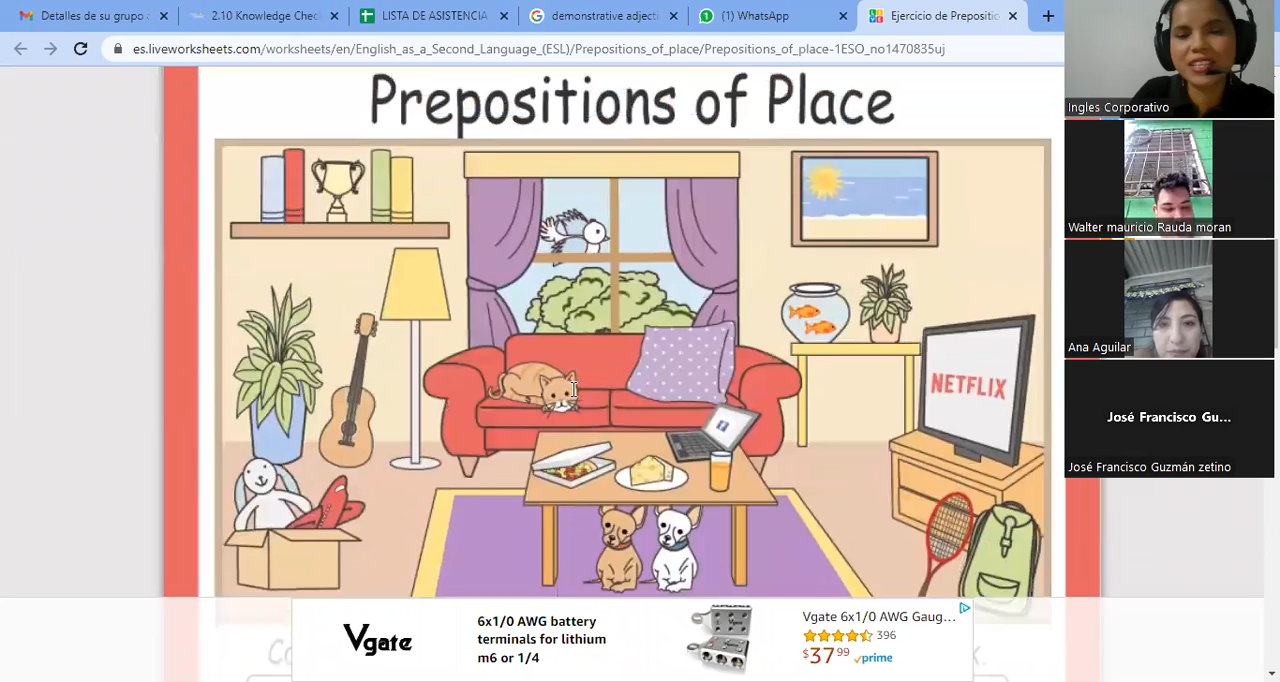 Detalles de su grupo
2.10 Knowledge Chec
LISTA DE ASISTENCIA
demonstrative adjecti
(1) WhatsApp
Ejercicio de Prepositio
es.liveworksheets.com/worksheets/en/English_as_a_Second_Language_(ESL)/Prepositions_of_place/Prepositions_of_place-1ESO_no1470835uj
Prepositions of Place
NETFLIX
Ingles Corporativo
Walter mauricio Rauda moran
Ana Aguilar
José Francisco Gu...
José Francisco Guzmán zetino
Vgate
6x1/0 AWG battery
terminals for lithium
m6 or 1/4
Vgate 6x1/0 AWG Gaug...
396
$37.99
prime